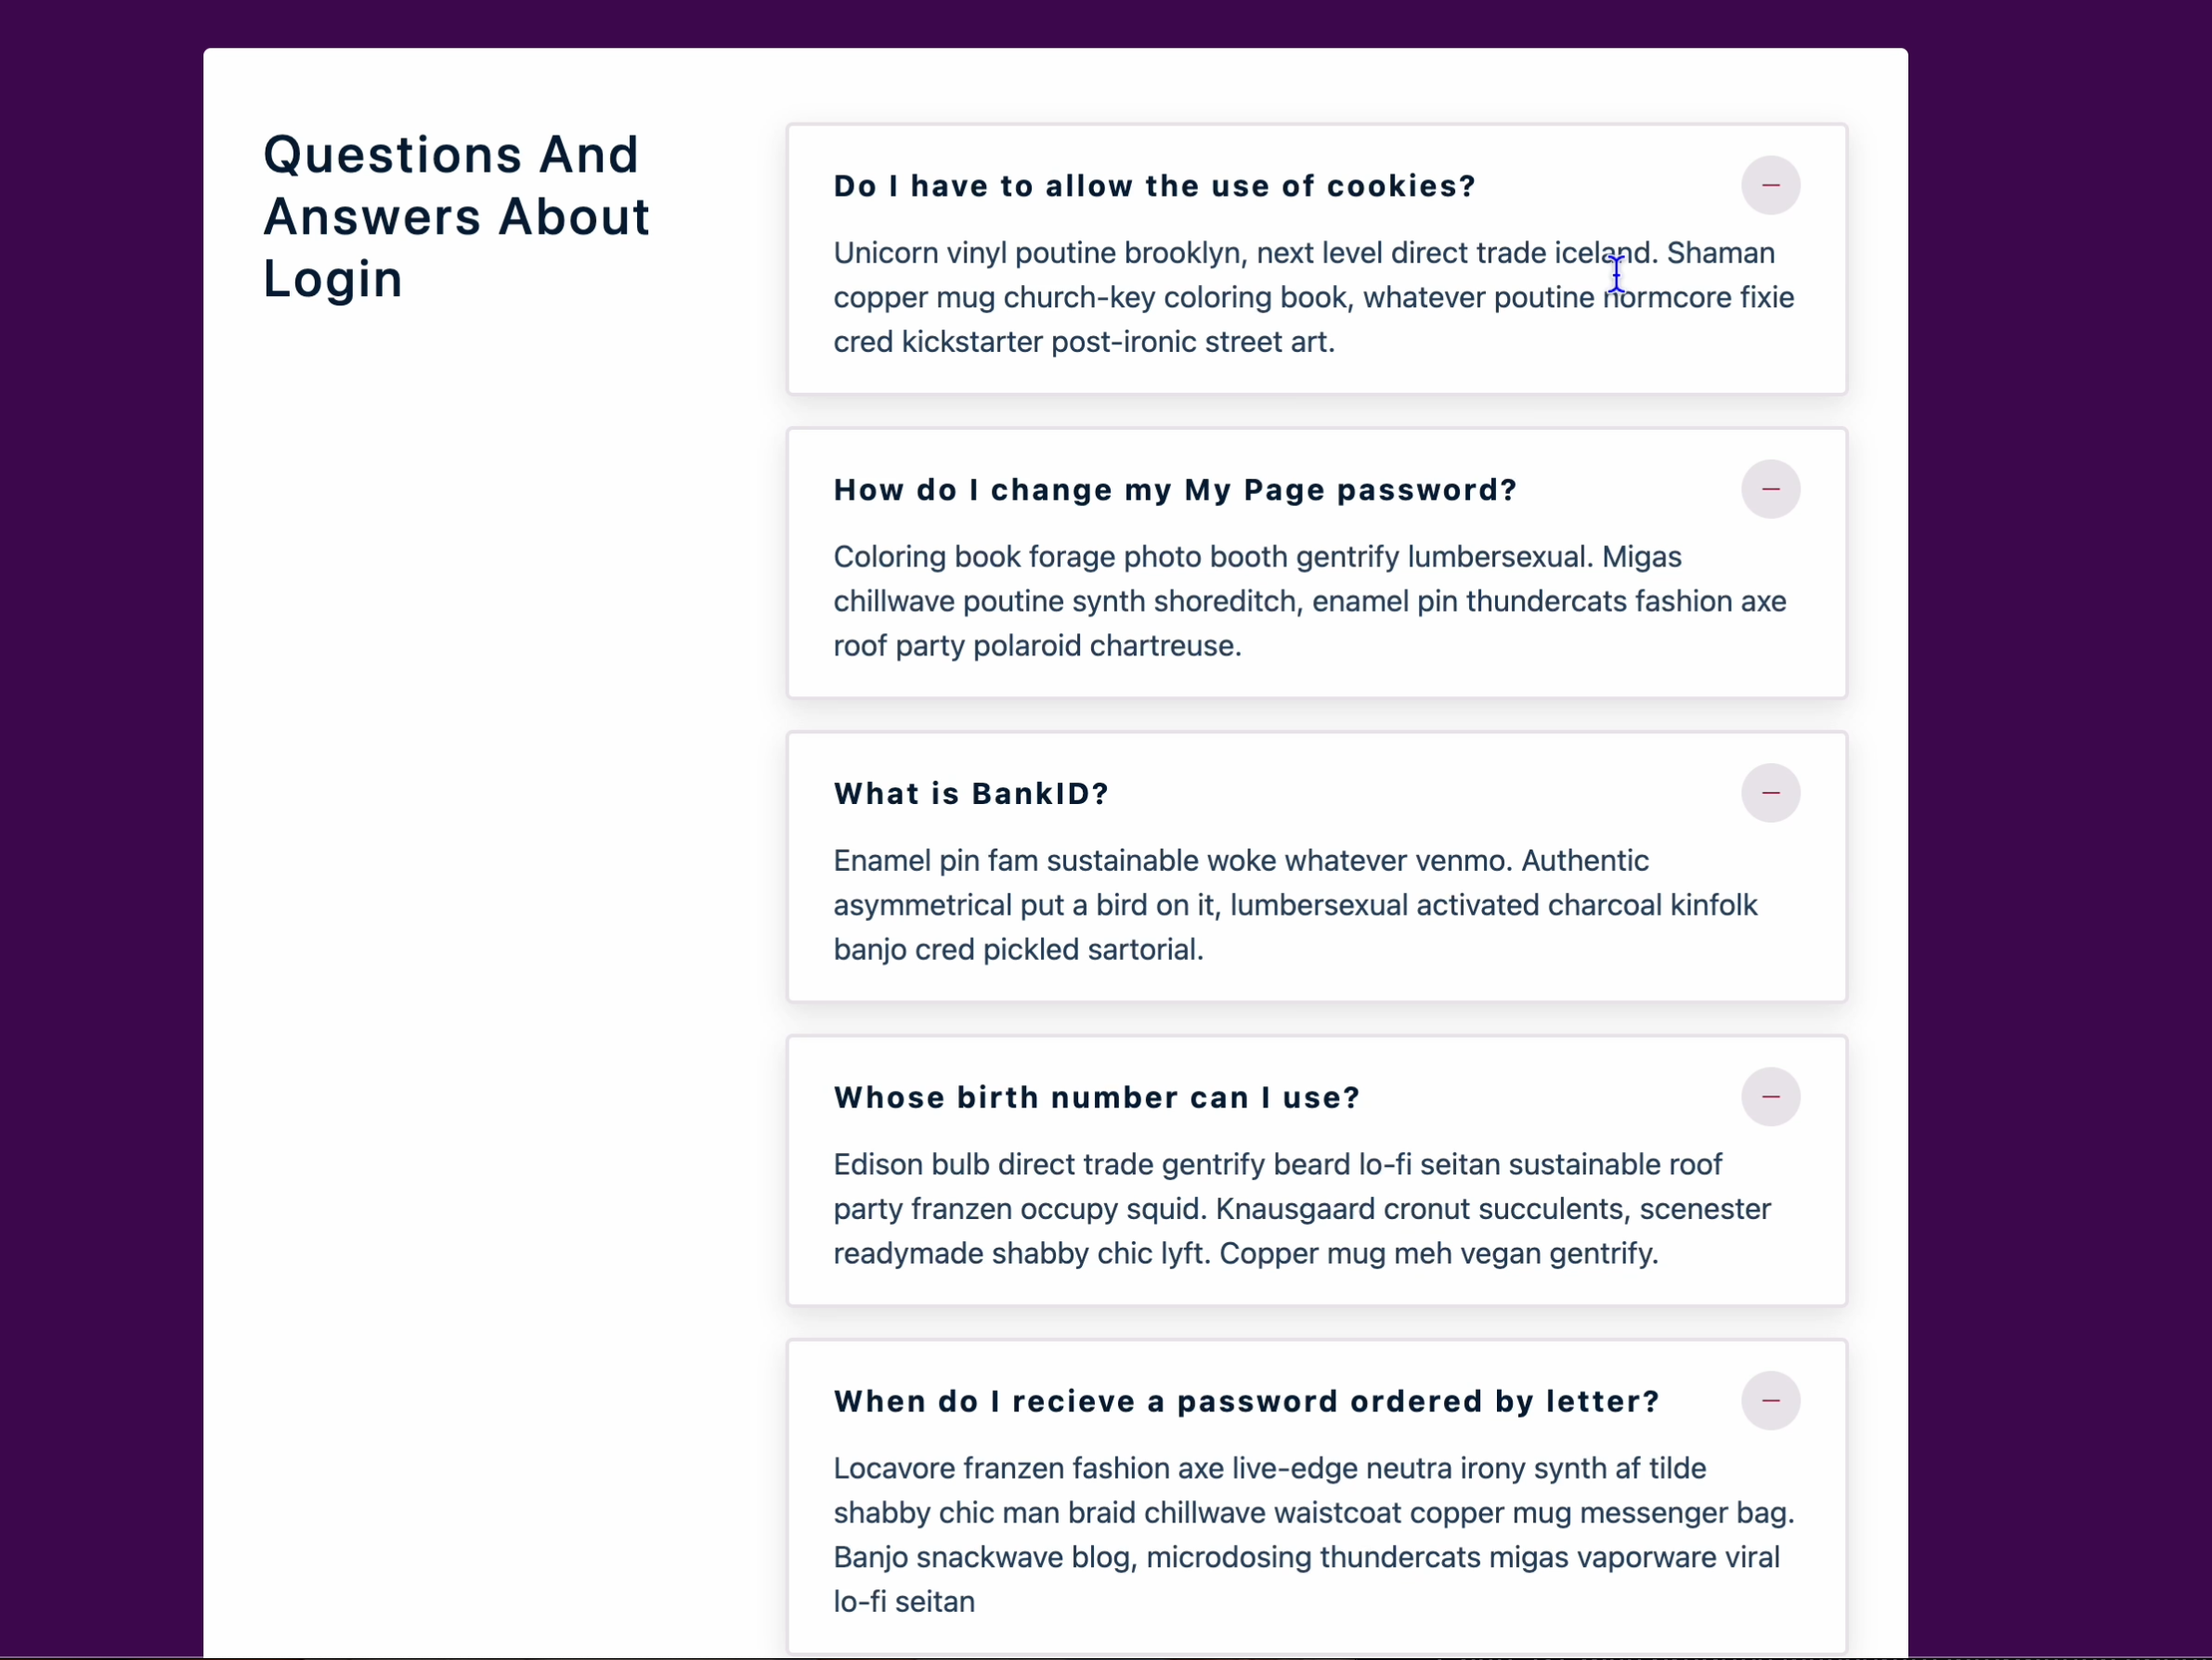 Questions And
Answers About
Login
Do I have to allow the use of cookies?
Unicorn vinyl poutine brooklyn, next level direct trade iceland. Shaman
copper mug church-key coloring book, whatever poutine normcore fixie
cred kickstarter post-ironic street art.
How do I change my My Page password?
Coloring book forage photo booth gentrify lumbersexual. Migas
chillwave poutine synth shoreditch, enamel pin thundercats fashion axe
roof party polaroid chartreuse.
What is BankID?
Enamel pin fam sustainable woke whatever venmo. Authentic
asymmetrical put a bird on it, lumbersexual activated charcoal kinfolk
banjo cred pickled sartorial.
Whose birth number can I use?
Edison bulb direct trade gentrify beard lo-fi seitan sustainable roof
party franzen occupy squid. Knausgaard cronut succulents, scenester
readymade shabby chic lyft. Copper mug meh vegan gentrify.
When do I recieve a password ordered by letter?
Locavore franzen fashion axe live-edge neutra irony synth af tilde
shabby chic man braid chillwave waistcoat copper mug messenger bag.
Banjo snackwave blog, microdosing thundercats migas vaporware viral
lo-fi seitan